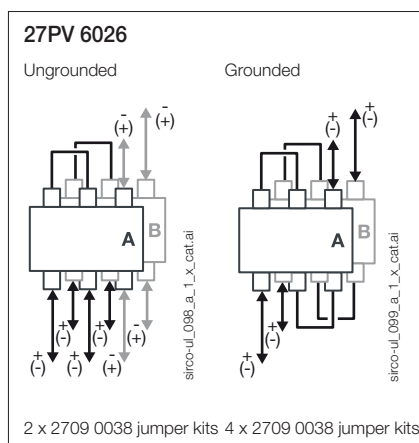 27PV 6026
Ungrounded Grounded
-
(+)
-
(+)
+
(-)
+
(-)
A
B
A
B
sirco-ul_098_a_1_x_cat.ai
sirco-ul_099_a_1_x_cat.ai
+
(-)
+
(-)
+
(-)
+
(-)
-
(+)
-
(+)
+
(-)
+
(-)
2 x 2709 0038 jumper kits 4 x 2709 0038 jumper kits